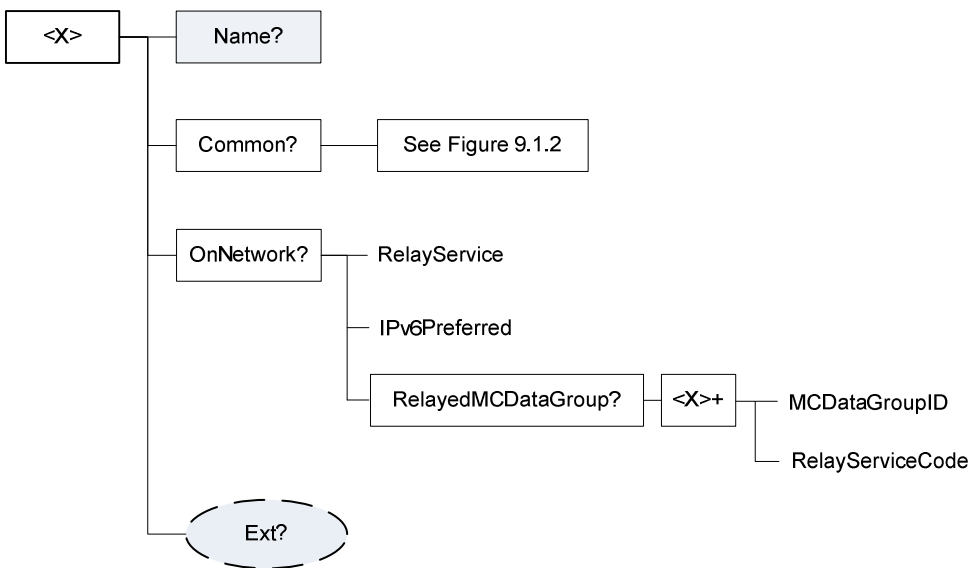 <X>
Name?
Common?
See Figure 9.1.2
OnNetwork?
RelayService
IPv6Preferred
RelayedMCDataGroup?
<X>+
MCDataGroupID
RelayServiceCode
Ext?